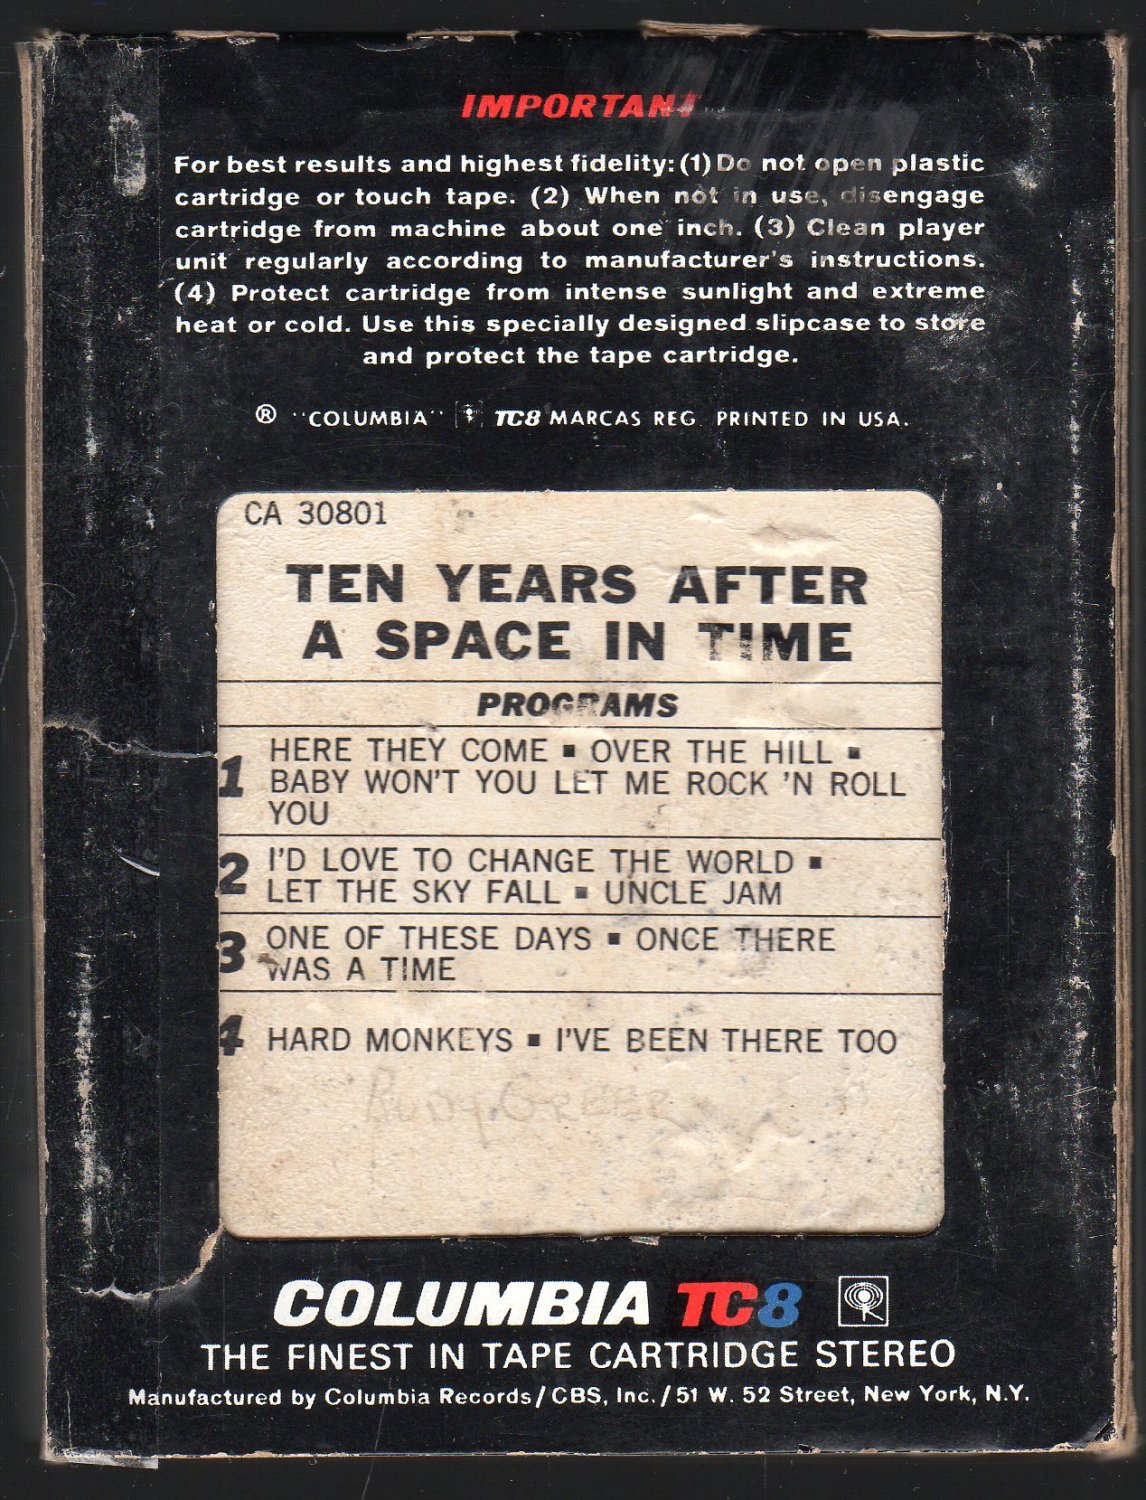 IMPORTANT
For best results and highest fidelity: (1) Do not open plastic
cartridge or touch tape. (2) When not in use, disengage
cartridge from machine about one inch. (3) Clean player
unit regularly according to manufacturer's instructions.
(4) Protect cartridge from intense sunlight and extreme
heat or cold. Use this specially designed slipcase to store
and protect the tape cartridge.
® "COLUMBIA" TC8 MARCAS REG. PRINTED IN USA.
CA 30801
TEN YEARS AFTER
A SPACE IN TIME
PROGRAMS
1 HERE THEY COME ▪ OVER THE HILL ▪
BABY WON'T YOU LET ME ROCK 'N ROLL
YOU
2 I'D LOVE TO CHANGE THE WORLD ▪
LET THE SKY FALL ▪ UNCLE JAM
3 ONE OF THESE DAYS ▪ ONCE THERE
WAS A TIME
4 HARD MONKEYS ▪ I'VE BEEN THERE TOO
RUDY GREER
COLUMBIA TC8
THE FINEST IN TAPE CARTRIDGE STEREO
Manufactured by Columbia Records/CBS, Inc./51 W. 52 Street, New York, N.Y.